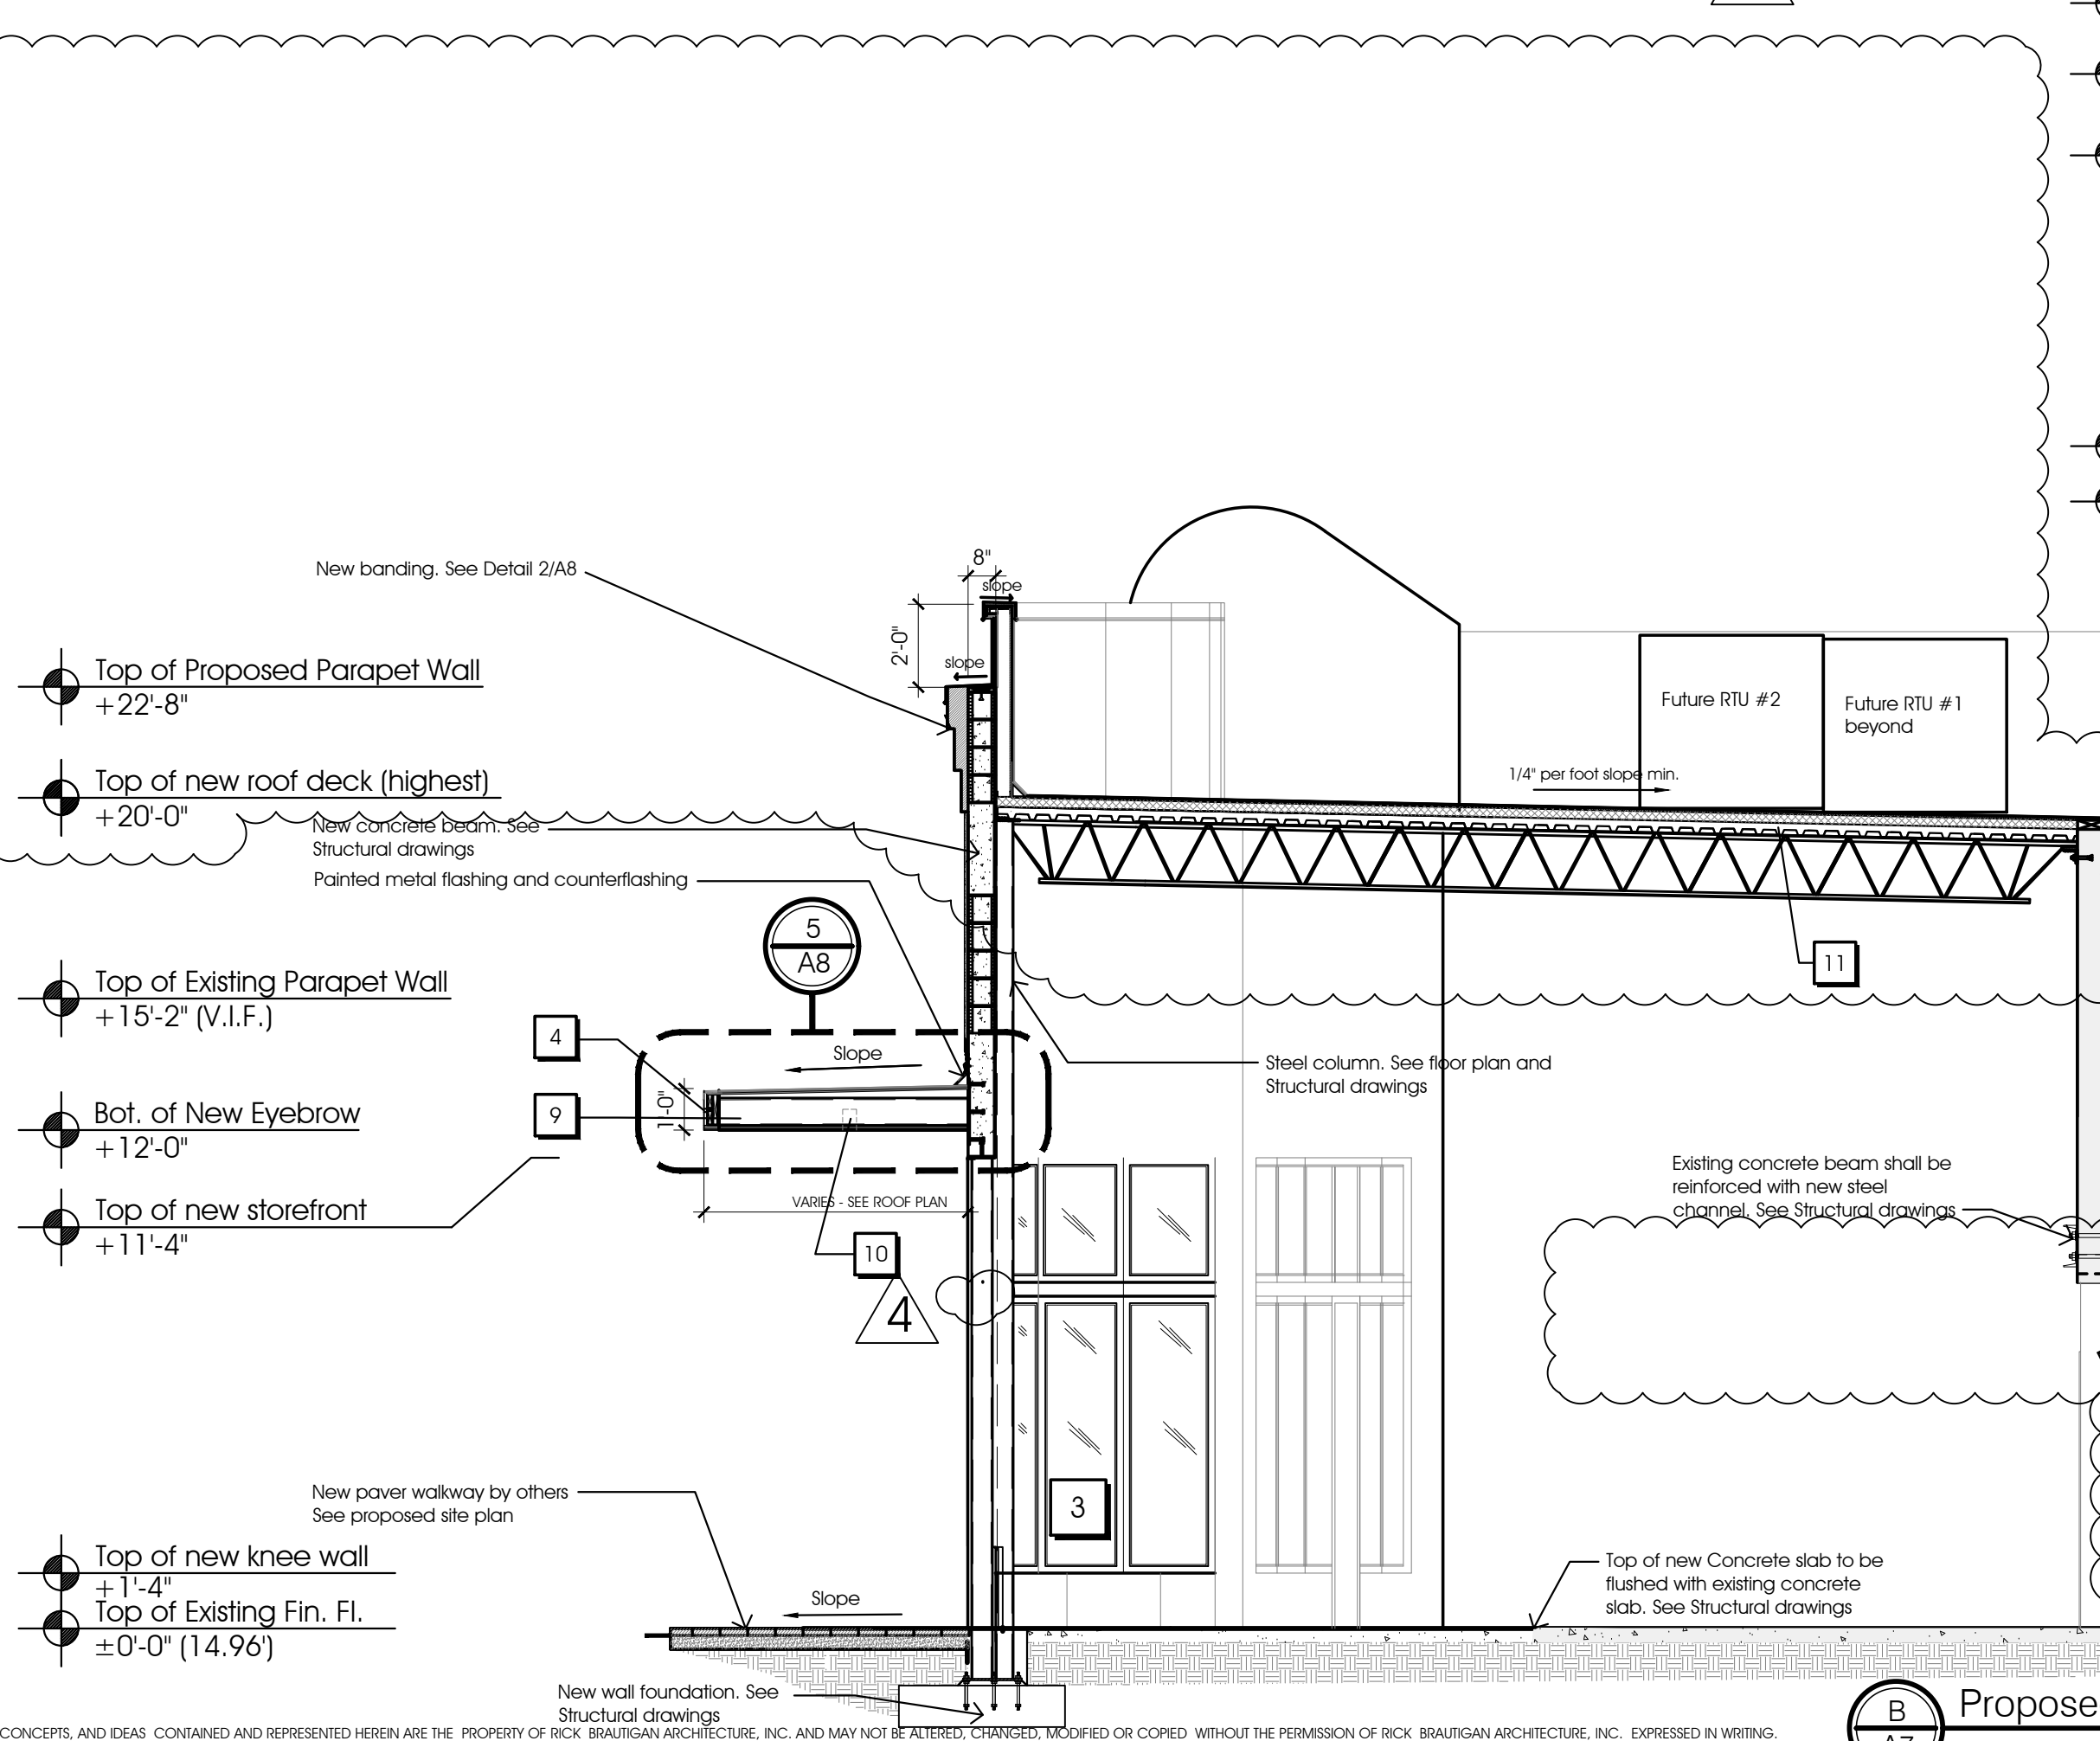 8"
slope
New banding. See Detail 2/A8
2'-0"
slope
Top of Proposed Parapet Wall
+22'-8"
Future RTU #2
Future RTU #1
beyond
1/4" per foot slope min.
Top of new roof deck (highest)
+20'-0"
New concrete beam. See
Structural drawings
Painted metal flashing and counterflashing
5
A8
11
Top of Existing Parapet Wall
+15'-2" (V.I.F.)
4
Slope
Steel column. See floor plan and
Structural drawings
9
1'-0"
Bot. of New Eyebrow
+12'-0"
Existing concrete beam shall be
reinforced with new steel
channel. See Structural drawings
VARIES - SEE ROOF PLAN
Top of new storefront
+11'-4"
10
4
3
New paver walkway by others
See proposed site plan
Top of new knee wall
+1'-4"
Top of Existing Fin. Fl.
±0'-0" (14.96')
Slope
Top of new Concrete slab to be
flushed with existing concrete
slab. See Structural drawings
New wall foundation. See
Structural drawings
B
Propose
CONCEPTS, AND IDEAS CONTAINED AND REPRESENTED HEREIN ARE THE PROPERTY OF RICK BRAUTIGAN ARCHITECTURE, INC. AND MAY NOT BE ALTERED, CHANGED, MODIFIED OR COPIED WITHOUT THE PERMISSION OF RICK BRAUTIGAN ARCHITECTURE, INC. EXPRESSED IN WRITING.